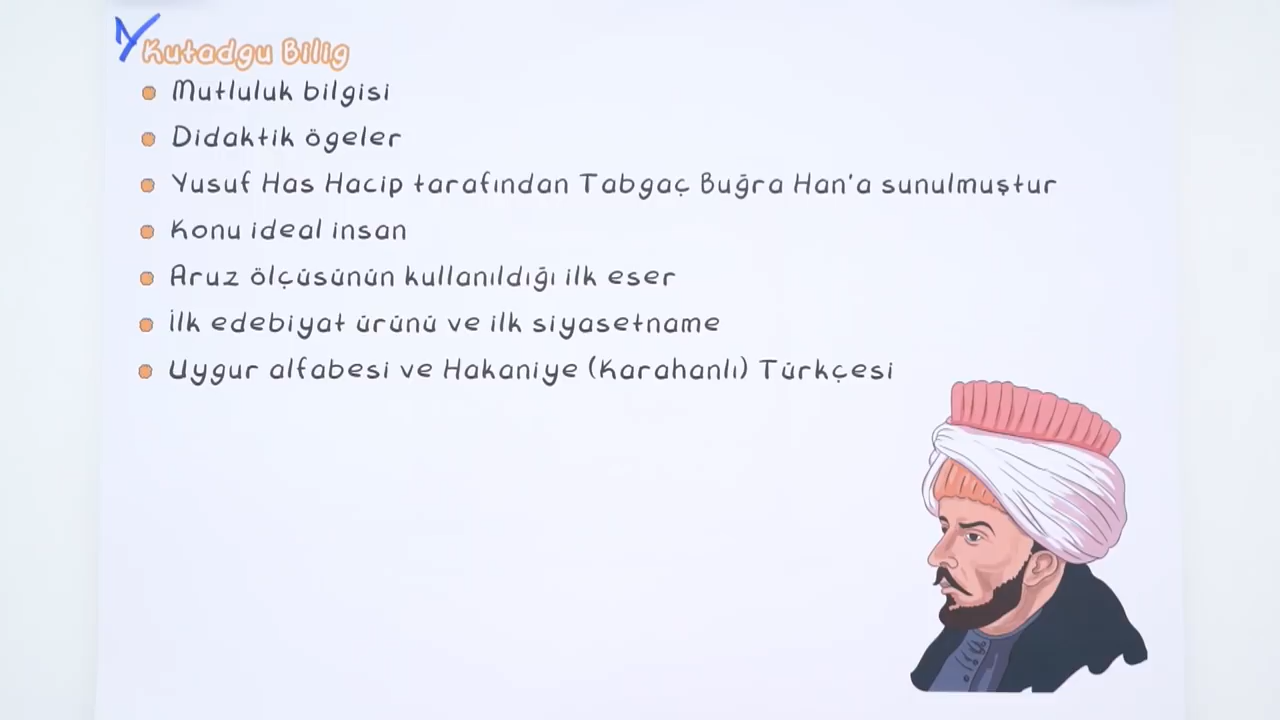 Kutadgu Bilig
Mutluluk bilgisi
Didaktik ögeler
Yusuf Has Hacip tarafından Tabgaç Buğra Han'a sunulmuştur
Konu ideal insan
Aruz ölçüsünün kullanıldığı ilk eser
İlk edebiyat ürünü ve ilk siyasetname
Uygur alfabesi ve Hakaniye (Karahanlı) Türkçesi